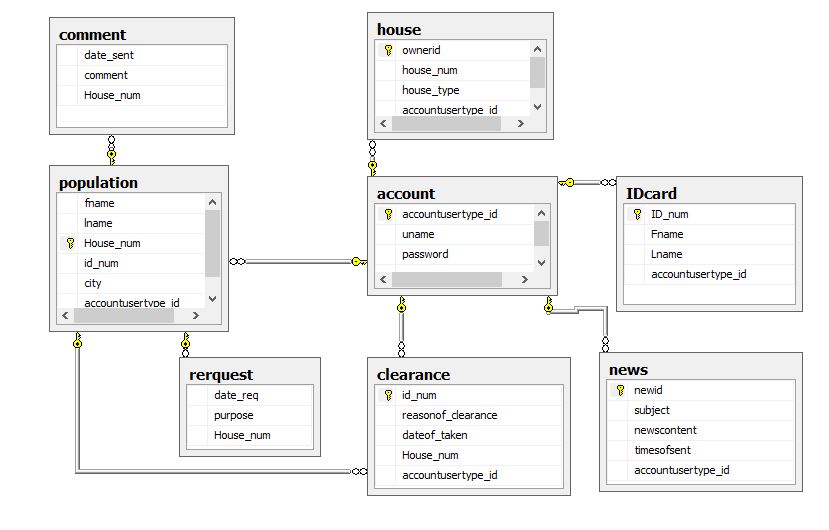 comment
date_sent
comment
House_num
house
ownerid
house_num
house_type
accountusertype_id
population
fname
lname
House_num
id_num
city
accountusertype_id
account
accountusertype_id
uname
password
IDcard
ID_num
Fname
Lname
accountusertype_id
rerquest
date_req
purpose
House_num
clearance
id_num
reasonof_clearance
dateof_taken
House_num
accountusertype_id
news
newid
subject
newscontent
timesofsent
accountusertype_id